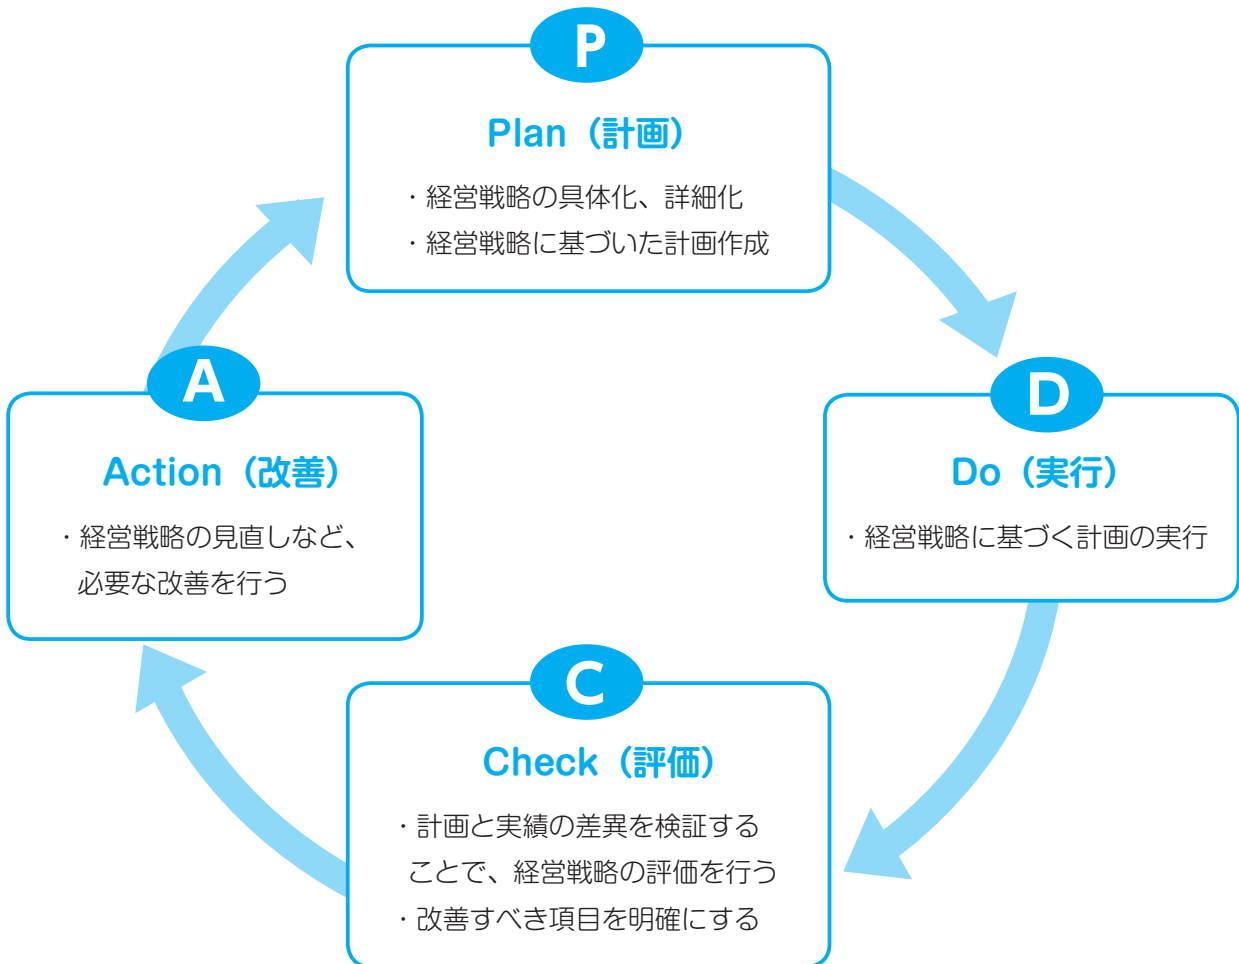 P
Plan（計画）
・経営戦略の具体化、詳細化
・経営戦略に基づいた計画作成
D
Do（実行）
・経営戦略に基づく計画の実行
C
Check（評価）
・計画と実績の差異を検証する
ことで、経営戦略の評価を行う
・改善すべき項目を明確にする
A
Action（改善）
・経営戦略の見直しなど、
必要な改善を行う